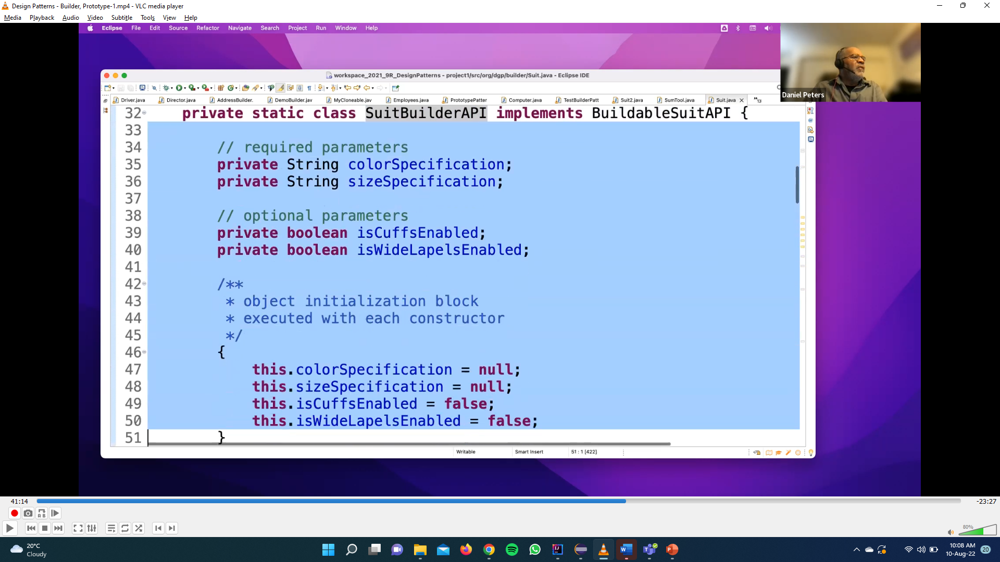 Design Patterns - Builder, Prototype-1.mp4 - VLC media player
Media Playback Audio Video Subtitle Tools View Help
Eclipse File Edit Source Refactor Navigate Search Project Run Window Help
Daniel Peters
workspace_2021_9R_DesignPatterns - project1/src/org/dgp/builder/Suit.java - Eclipse IDE
Driver.java Director.java AddressBuilder. DemoBuilder.jav MyCloneable.jav Employees.java PrototypePatter Computer.java TestBuilderPatt Suit2.java SumTool.java Suit.java »13
32 private static class SuitBuilderAPI implements BuildableSuitAPI {
33
34 // required parameters
35 private String colorSpecification;
36 private String sizeSpecification;
37
38 // optional parameters
39 private boolean isCuffsEnabled;
40 private boolean isWideLapelsEnabled;
41
42 /**
43 * object initialization block
44 * executed with each constructor
45 */
46 {
47 this.colorSpecification = null;
48 this.sizeSpecification = null;
49 this.isCuffsEnabled = false;
50 this.isWideLapelsEnabled = false;
51 }
Writable Smart Insert 51 : 1 [422]
41:14 -23:27
80%
20°C
Cloudy
10:08 AM
10-Aug-22
20